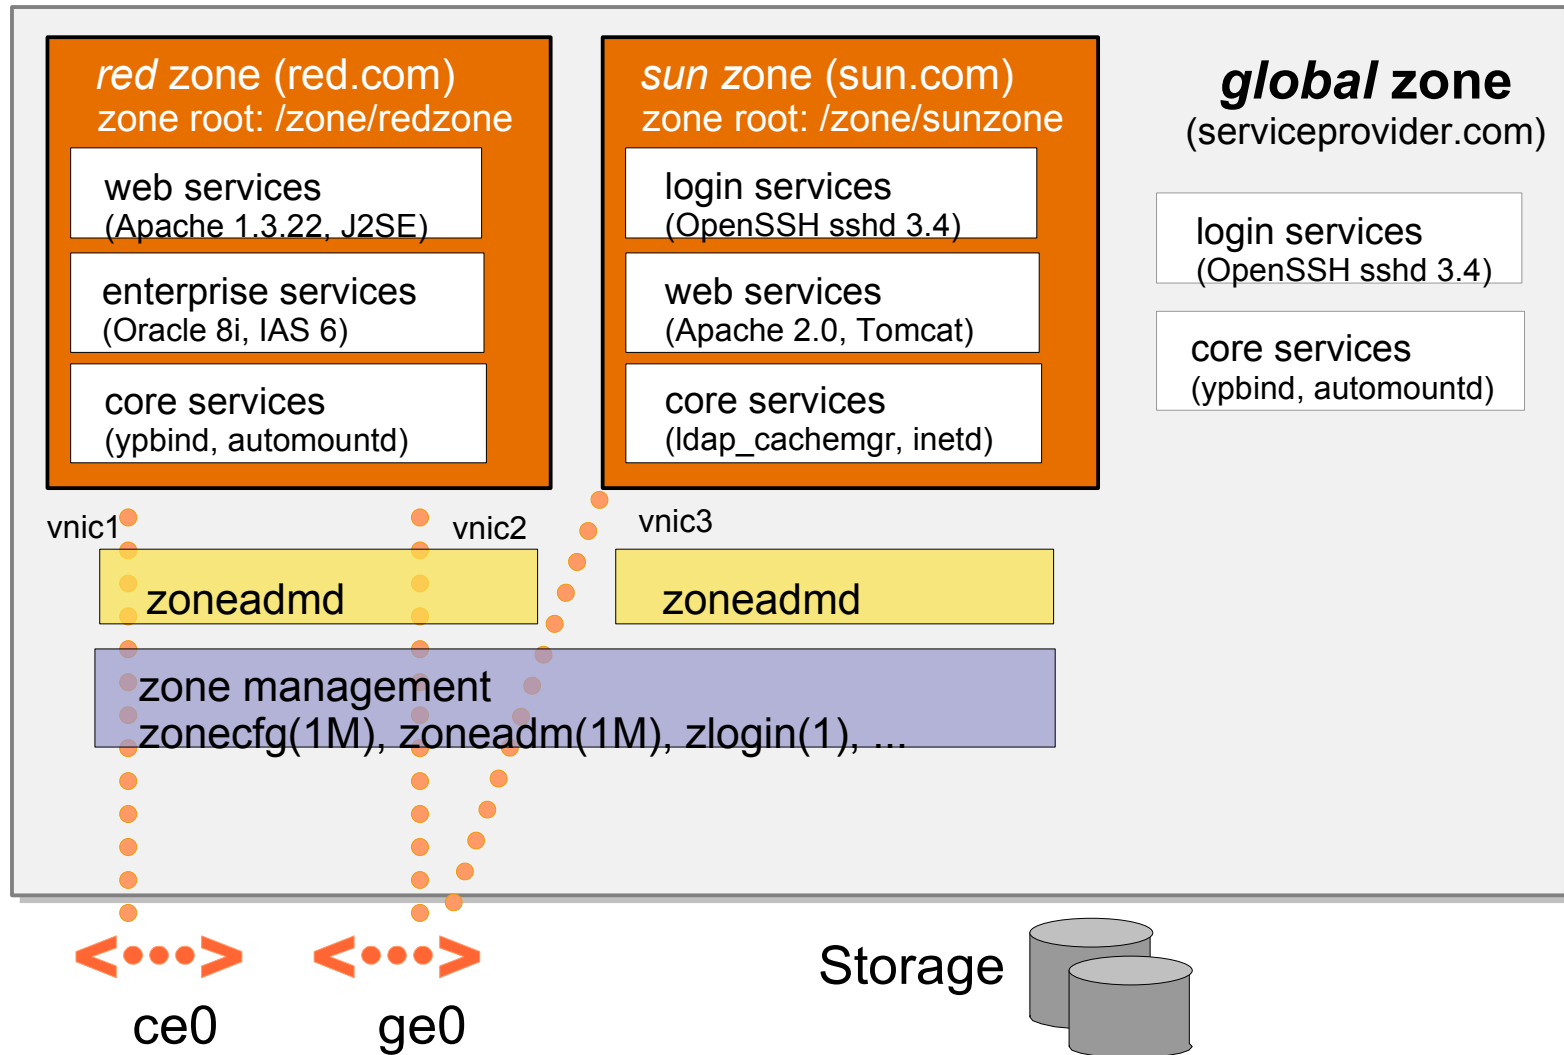 red zone (red.com)
zone root: /zone/redzone
web services
(Apache 1.3.22, J2SE)
enterprise services
(Oracle 8i, IAS 6)
core services
(ypbind, automountd)
sun zone (sun.com)
zone root: /zone/sunzone
login services
(OpenSSH sshd 3.4)
web services
(Apache 2.0, Tomcat)
core services
(ldap_cachemgr, inetd)
global zone
(serviceprovider.com)
login services
(OpenSSH sshd 3.4)
core services
(ypbind, automountd)
vnic1
vnic2
vnic3
zoneadmd
zoneadmd
zone management
zonecfg(1M), zoneadm(1M), zlogin(1), ...
ce0
ge0
Storage